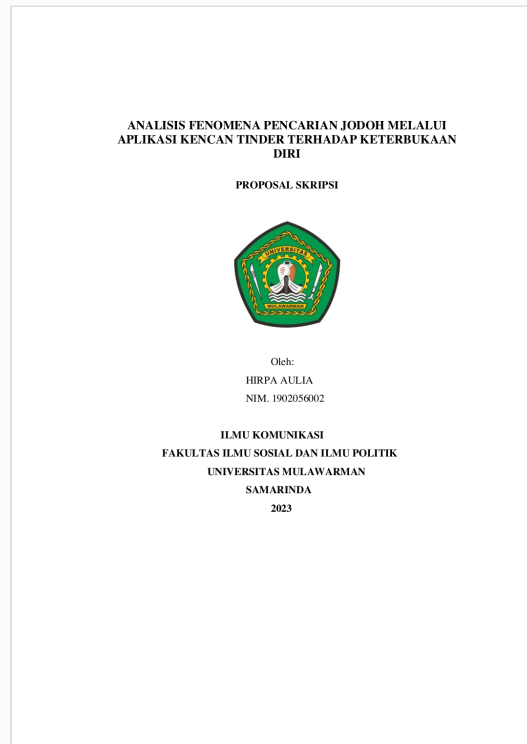 ANALISIS FENOMENA PENCARIAN JODOH MELALUI
APLIKASI KENCAN TINDER TERHADAP KETERBUKAAN
DIRI
PROPOSAL SKRIPSI
UNIVERSITAS
MULAWARMAN
Oleh:
HIRPA AULIA
NIM. 1902056002
ILMU KOMUNIKASI
FAKULTAS ILMU SOSIAL DAN ILMU POLITIK
UNIVERSITAS MULAWARMAN
SAMARINDA
2023